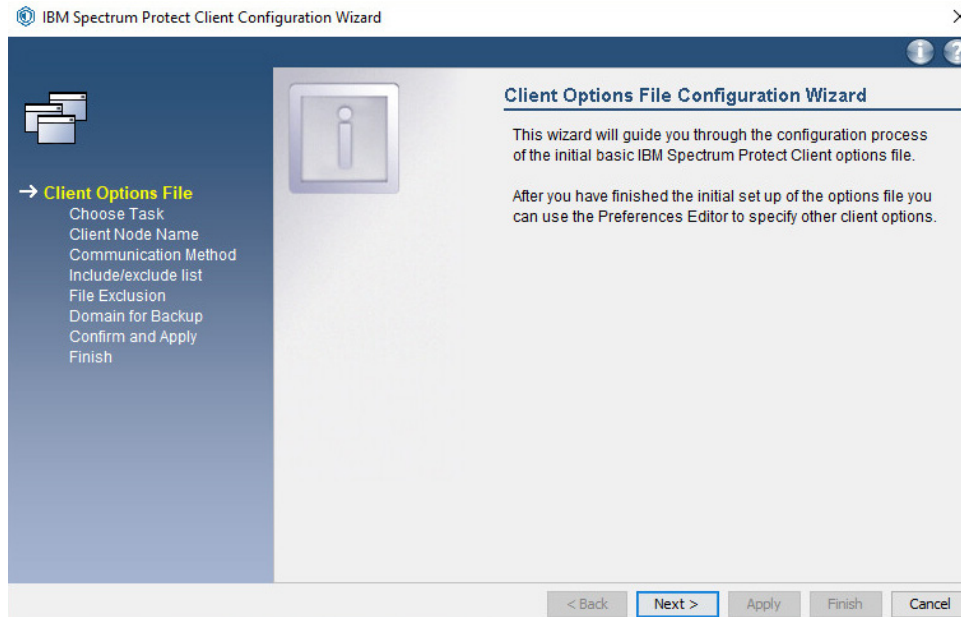 IBM Spectrum Protect Client Configuration Wizard
Client Options File
Choose Task
Client Node Name
Communication Method
Include/exclude list
File Exclusion
Domain for Backup
Confirm and Apply
Finish
Client Options File Configuration Wizard
This wizard will guide you through the configuration process
of the initial basic IBM Spectrum Protect Client options file.
After you have finished the initial set up of the options file you
can use the Preferences Editor to specify other client options.
< Back
Next >
Apply
Finish
Cancel